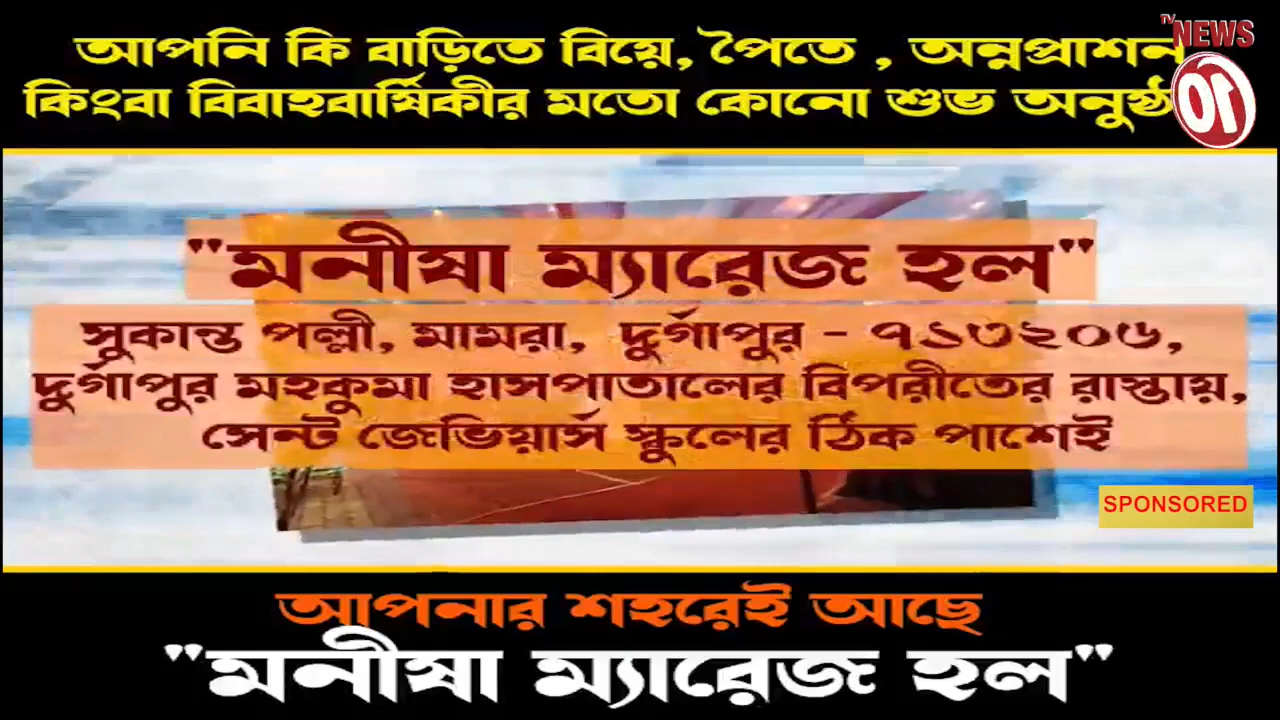 আপনি কি বাড়িতে বিয়ে, পৈতে , অন্নপ্রাশন
কিংবা বিবাহবার্ষিকীর মতো কোনো শুভ
TV NEWS
"মনীষা ম্যারেজ হল"
সুকান্ত পল্লী, মামরা, দুর্গাপুর - ৭১৩২০৬,
দুর্গাপুর মহকুমা হাসপাতালের বিপরীতের রাস্তায়,
সেন্ট জেভিয়ার্স স্কুলের ঠিক পাশেই
SPONSORED
আপনার শহরেই আছে
"মনীষা ম্যারেজ হল"